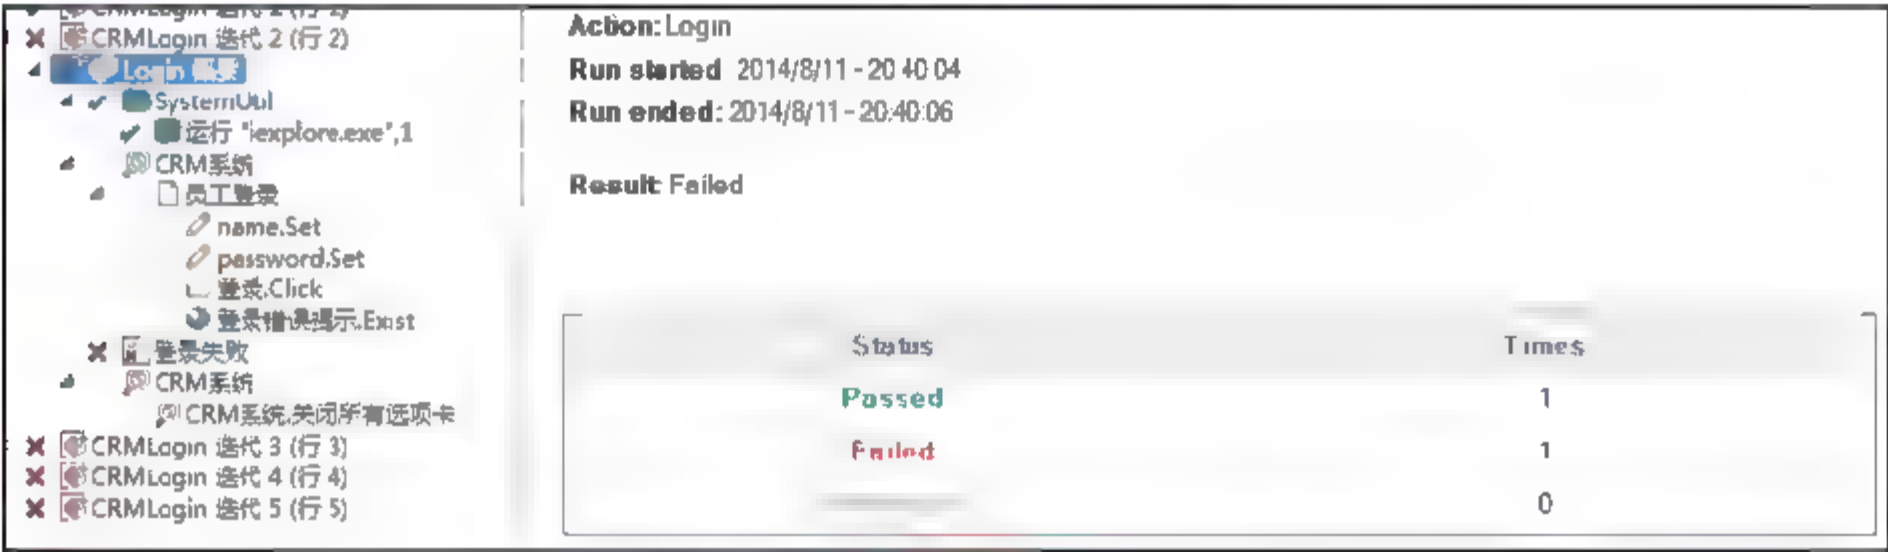 CRMLogin 迭代 2 (行 2)
Login 概要
SystemUtil
运行 "iexplore.exe",1
CRM系统
员工登录
name.Set
password.Set
登录.Click
登录错误提示.Exist
登录失败
CRM系统
CRM系统.关闭所有选项卡
CRMLogin 迭代 3 (行 3)
CRMLogin 迭代 4 (行 4)
CRMLogin 迭代 5 (行 5)
Action: Login
Run started 2014/8/11 - 20 40 04
Run ended: 2014/8/11 - 20:40:06
Result: Failed
Status Times
Passed 1
Failed 1
0